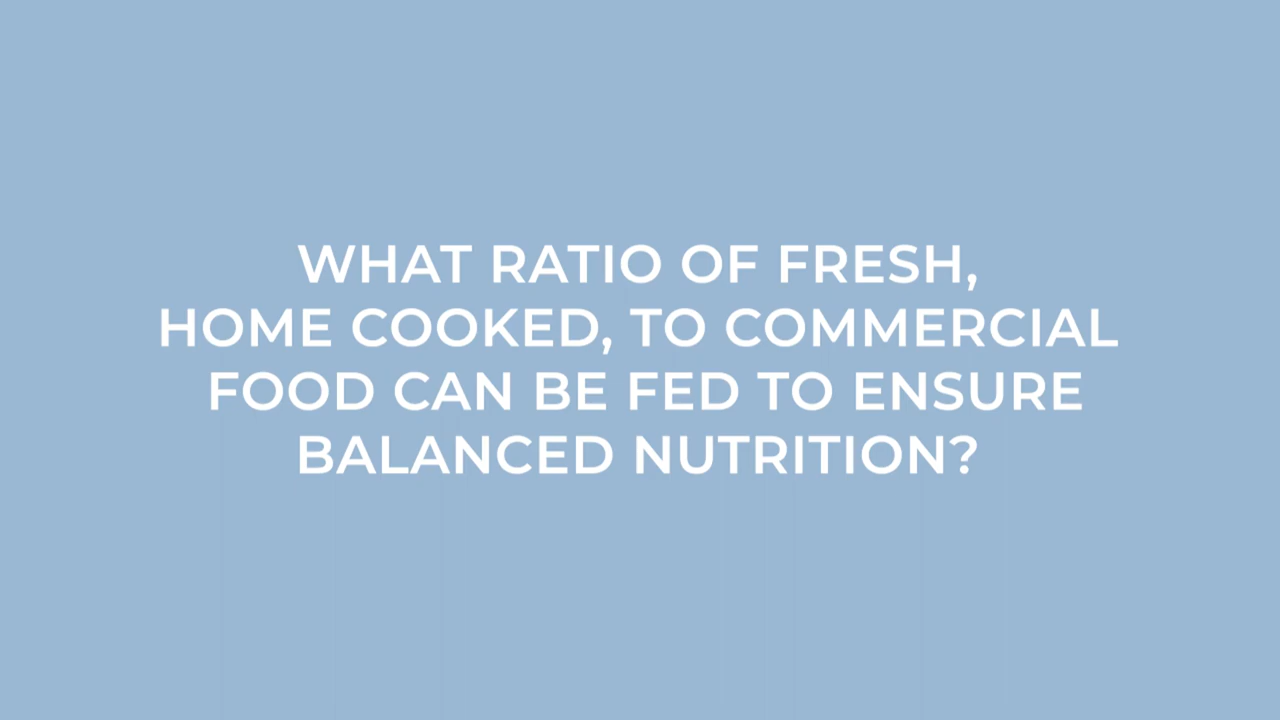 WHAT RATIO OF FRESH,
HOME COOKED, TO COMMERCIAL
FOOD CAN BE FED TO ENSURE
BALANCED NUTRITION?